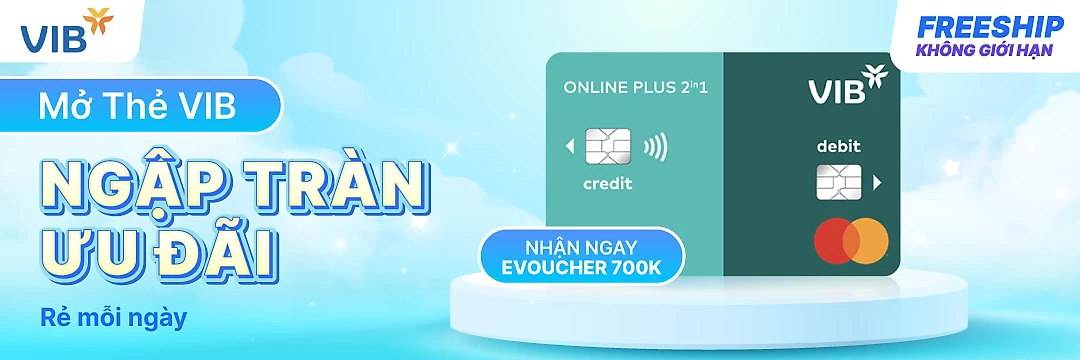 VIB
FREESHIP
KHÔNG GIỚI HẠN
Mở Thẻ VIB
NGẬP TRÀN
ƯU ĐÃI
Rẻ mỗi ngày
ONLINE PLUS 2in1
VIB
credit
debit
NHẬN NGAY
EVOUCHER 700K